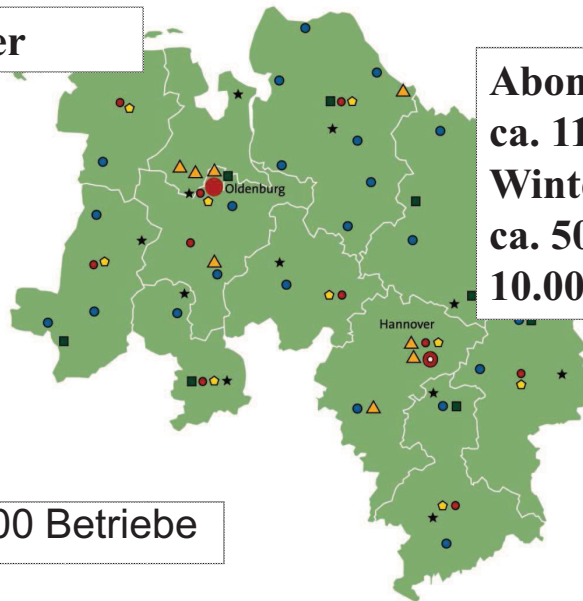 er
Abon
ca. 11
Winte
ca. 50
10.00
Oldenburg
Hannover
00 Betriebe